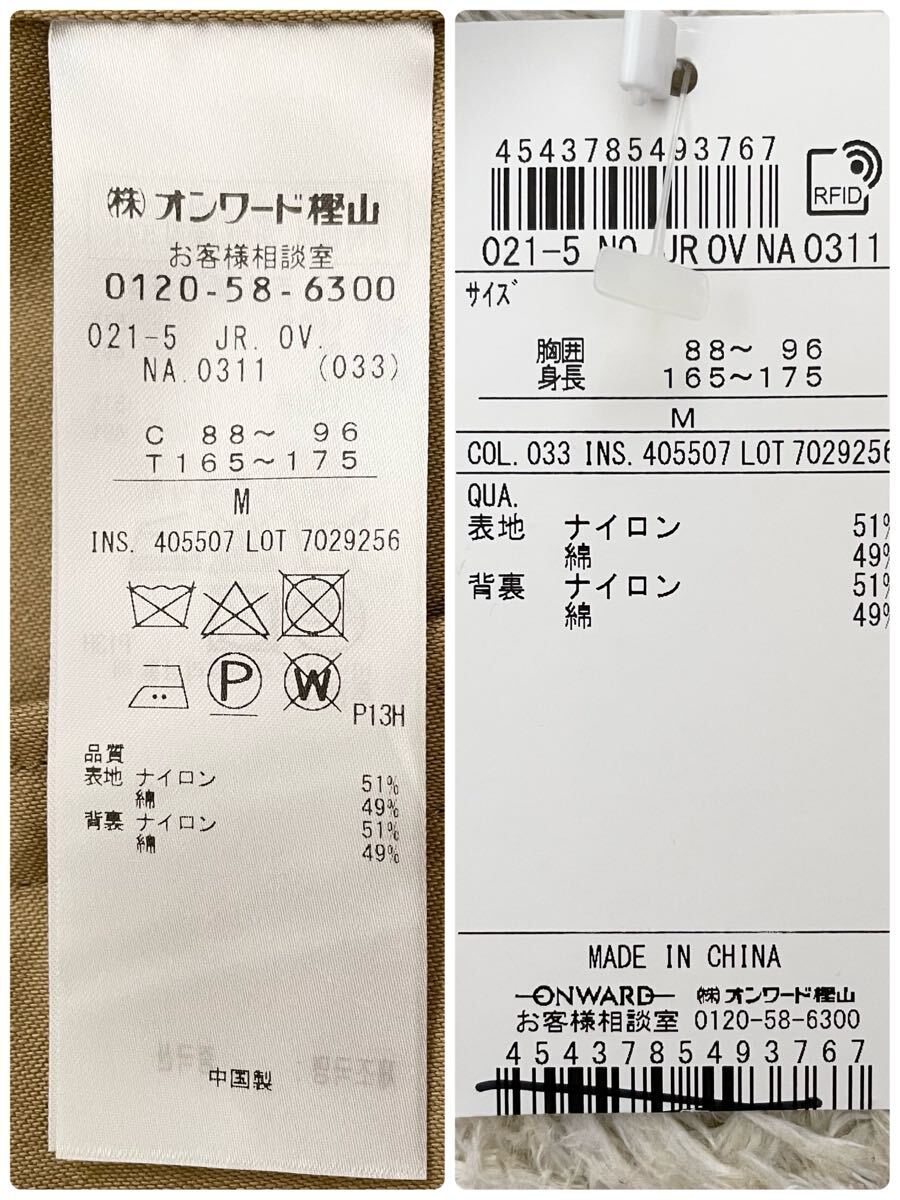 ㈱オンワード樫山
お客様相談室
0120-58-6300
021-5 JR. OV.
NA. 0311 (033)
C 88～ 96
T 165～175
M
INS. 405507 LOT 7029256
P
W
P13H
品質
表地 ナイロン 51%
綿 49%
背裏 ナイロン 51%
綿 49%
中国製
4543785493767
RFID
021-5 NO. JR OV NA 0311
サイズ
胸囲 88～ 96
身長 165～175
M
COL. 033 INS. 405507 LOT 7029256
QUA.
表地 ナイロン 51%
綿 49%
背裏 ナイロン 51%
綿 49%
MADE IN CHINA
ONWARD ㈱オンワード樫山
お客様相談室 0120-58-6300
4543785493767